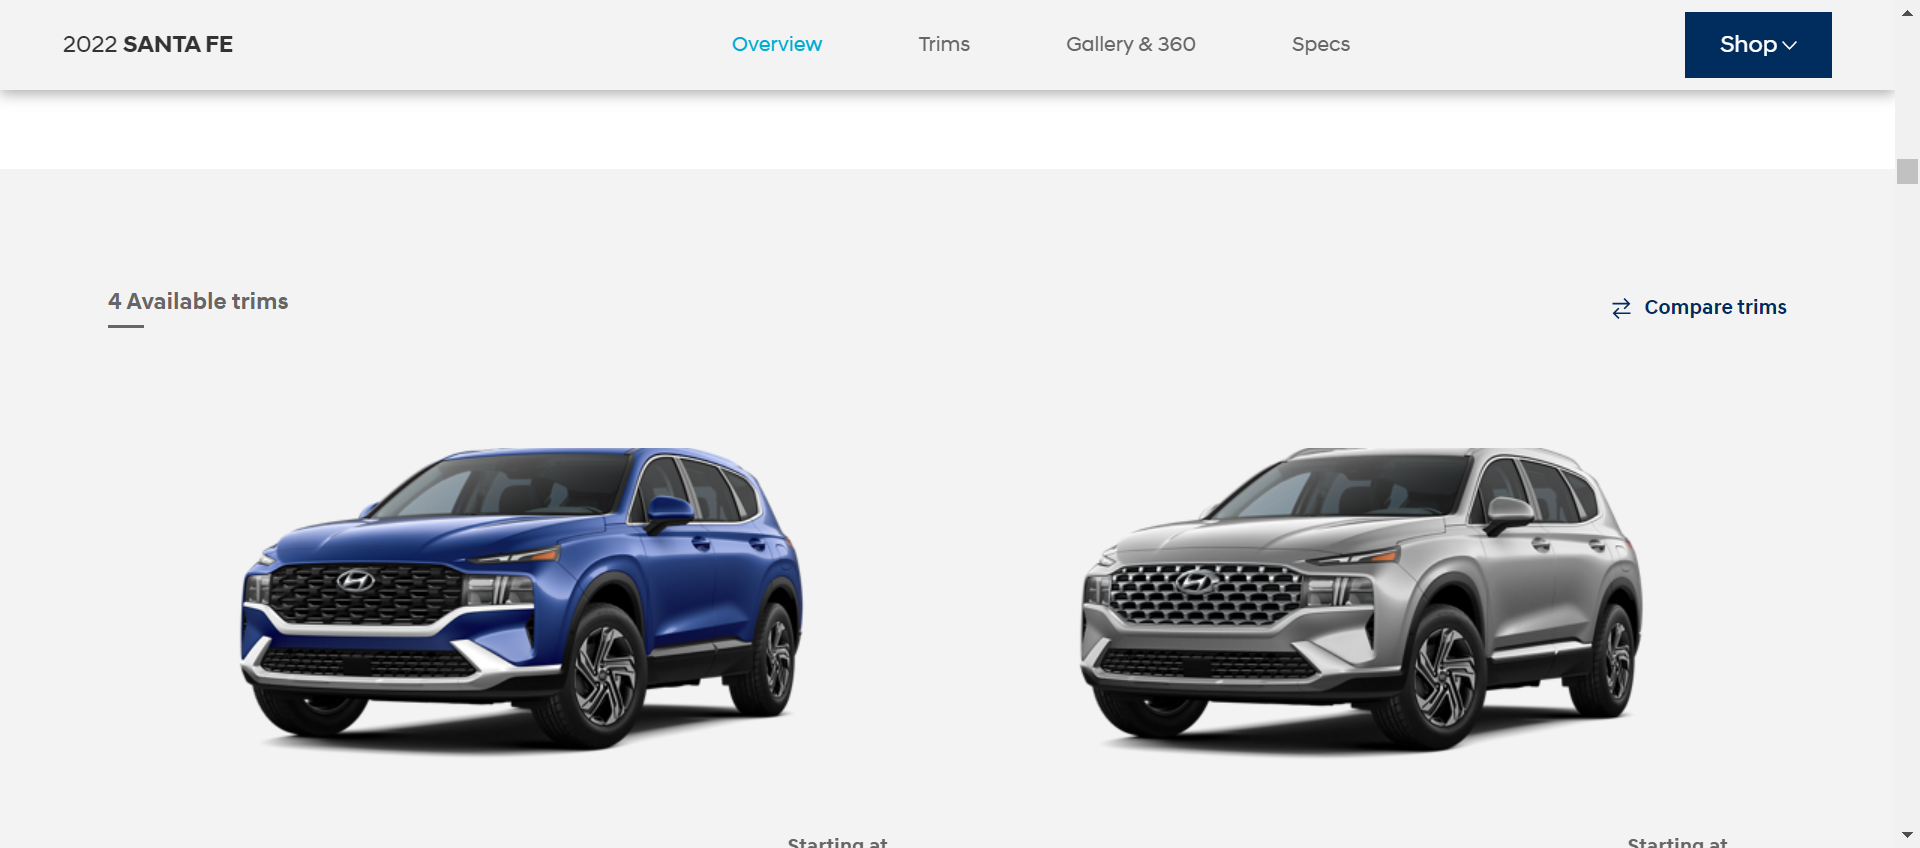 2022 SANTA FE
Overview
Trims
Gallery & 360
Specs
Shop
4 Available trims
Compare trims
Starting at
Starting at